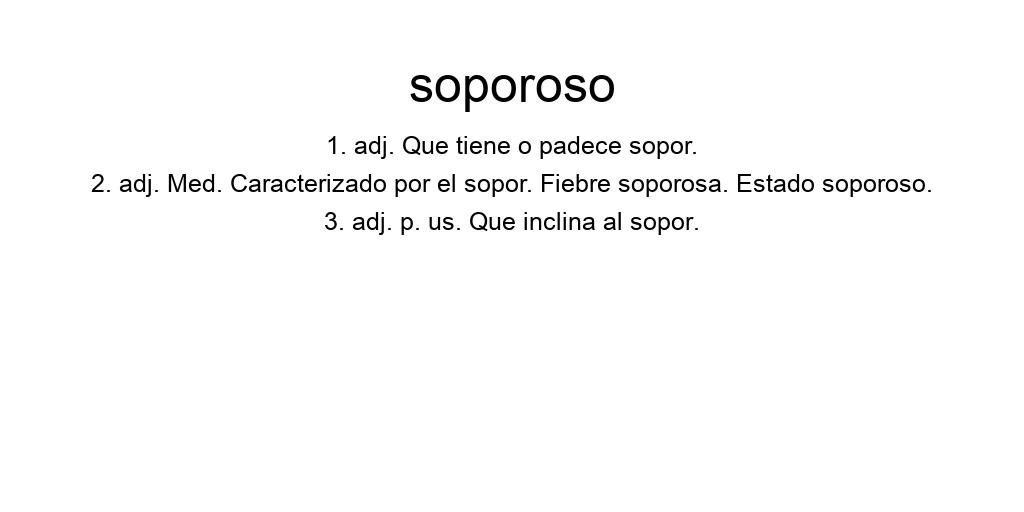 soporoso
1. adj. Que tiene o padece sopor.
2. adj. Med. Caracterizado por el sopor. Fiebre soporosa. Estado soporoso.
3. adj. p. us. Que inclina al sopor.